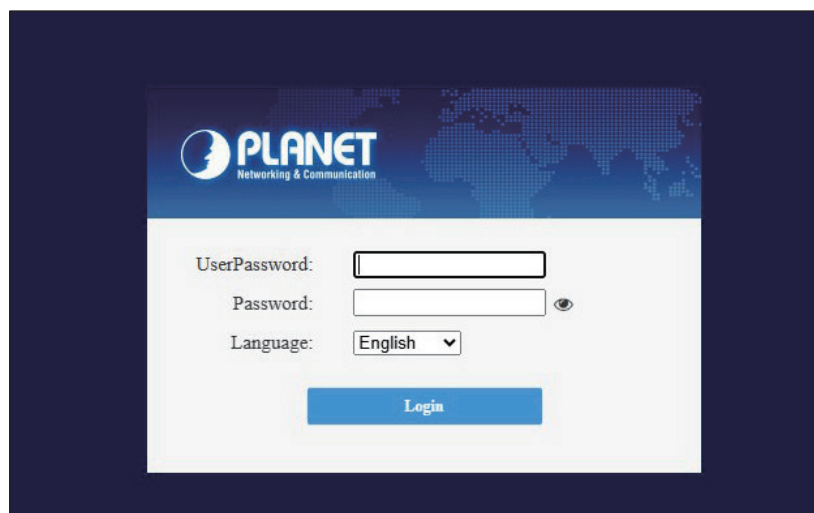 PLANET
Networking & Communication
UserPassword:
Password:
Language: English
Login